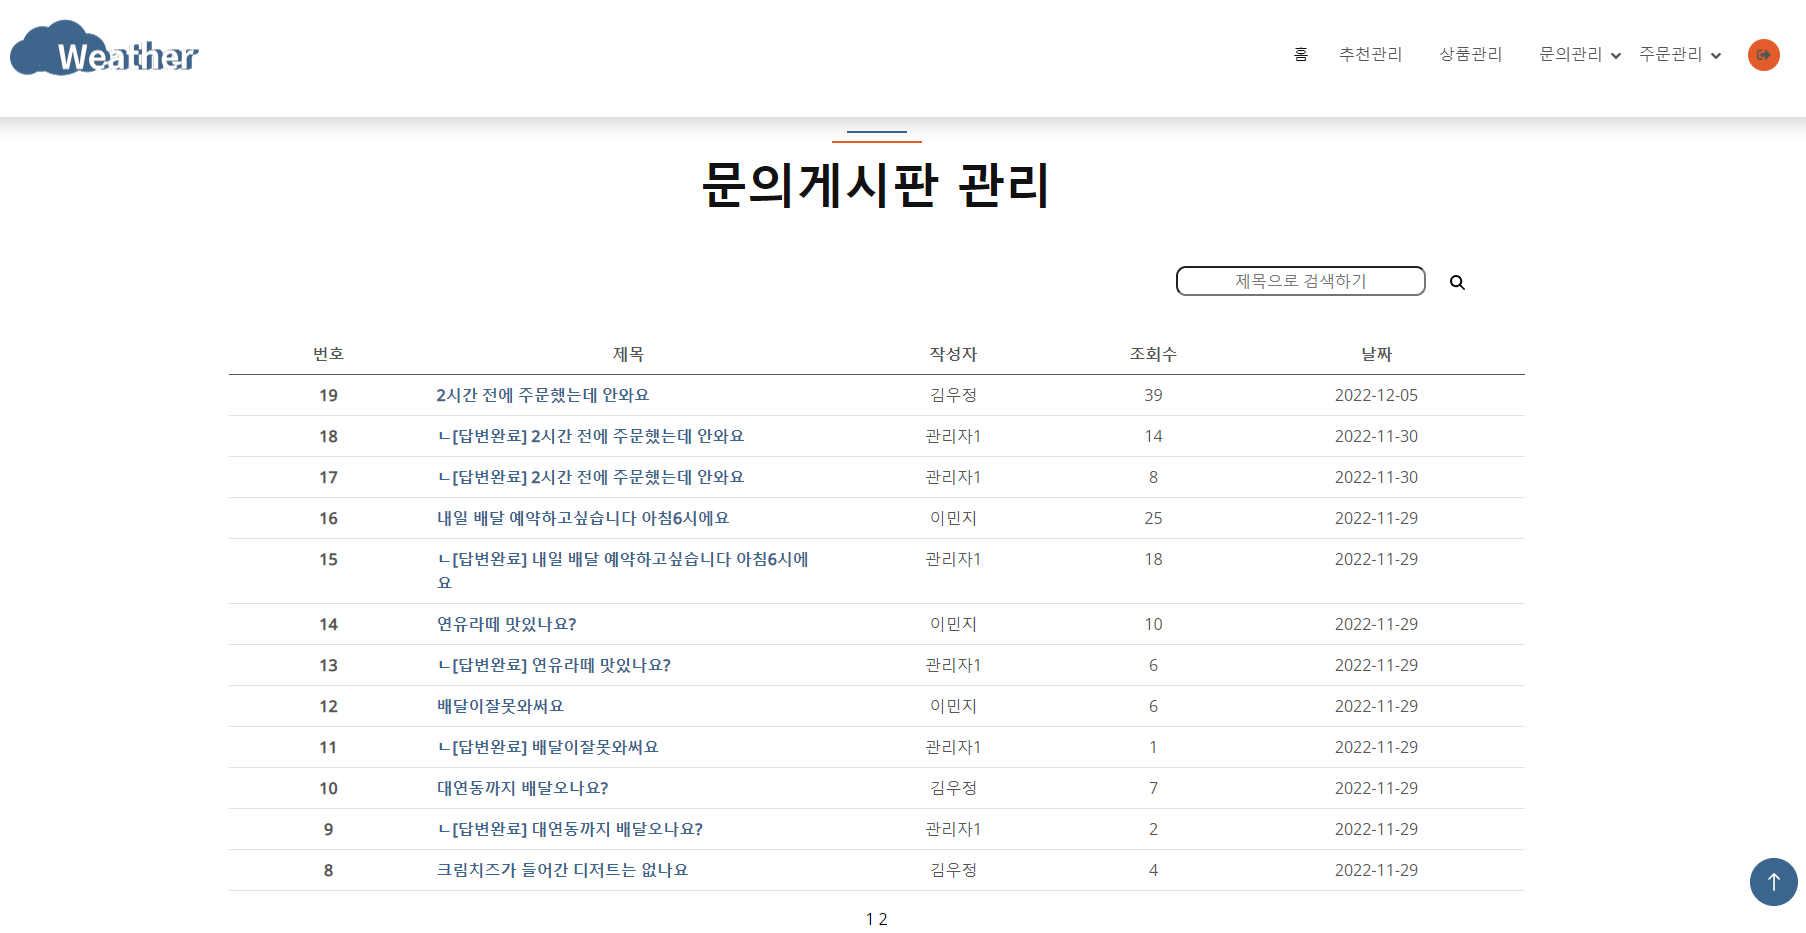 Weather
홈 추천관리 상품관리 문의관리 주문관리
문의게시판 관리
제목으로 검색하기
번호 제목 작성자 조회수 날짜
19 2시간 전에 주문했는데 안와요 김우정 39 2022-12-05
18 ㄴ[답변완료] 2시간 전에 주문했는데 안와요 관리자1 14 2022-11-30
17 ㄴ[답변완료] 2시간 전에 주문했는데 안와요 관리자1 8 2022-11-30
16 내일 배달 예약하고싶습니다 아침6시에요 이민지 25 2022-11-29
15 ㄴ[답변완료] 내일 배달 예약하고싶습니다 아침6시에 관리자1 18 2022-11-29
요
14 연유라떼 맛있나요? 이민지 10 2022-11-29
13 ㄴ[답변완료] 연유라떼 맛있나요? 관리자1 6 2022-11-29
12 배달이잘못와써요 이민지 6 2022-11-29
11 ㄴ[답변완료] 배달이잘못와써요 관리자1 1 2022-11-29
10 대연동까지 배달오나요? 김우정 7 2022-11-29
9 ㄴ[답변완료] 대연동까지 배달오나요? 관리자1 2 2022-11-29
8 크림치즈가 들어간 디저트는 없나요 김우정 4 2022-11-29
1 2